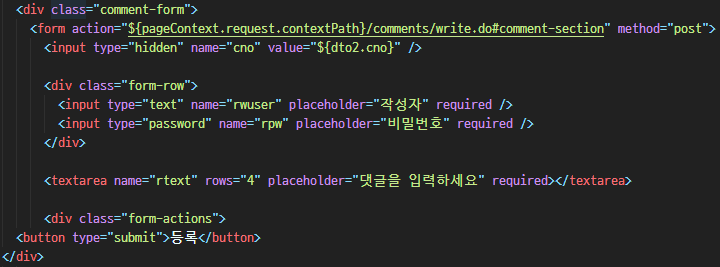 <div class="comment-form">
<form action="${pageContext.request.contextPath}/comments/write.do#comment-section" method="post">
<input type="hidden" name="cno" value="${dto2.cno}" />
<div class="form-row">
<input type="text" name="rwuser" placeholder="작성자" required />
<input type="password" name="rpw" placeholder="비밀번호" required />
</div>
<textarea name="rtext" rows="4" placeholder="댓글을 입력하세요" required></textarea>
<div class="form-actions">
<button type="submit">등록</button>
</div>